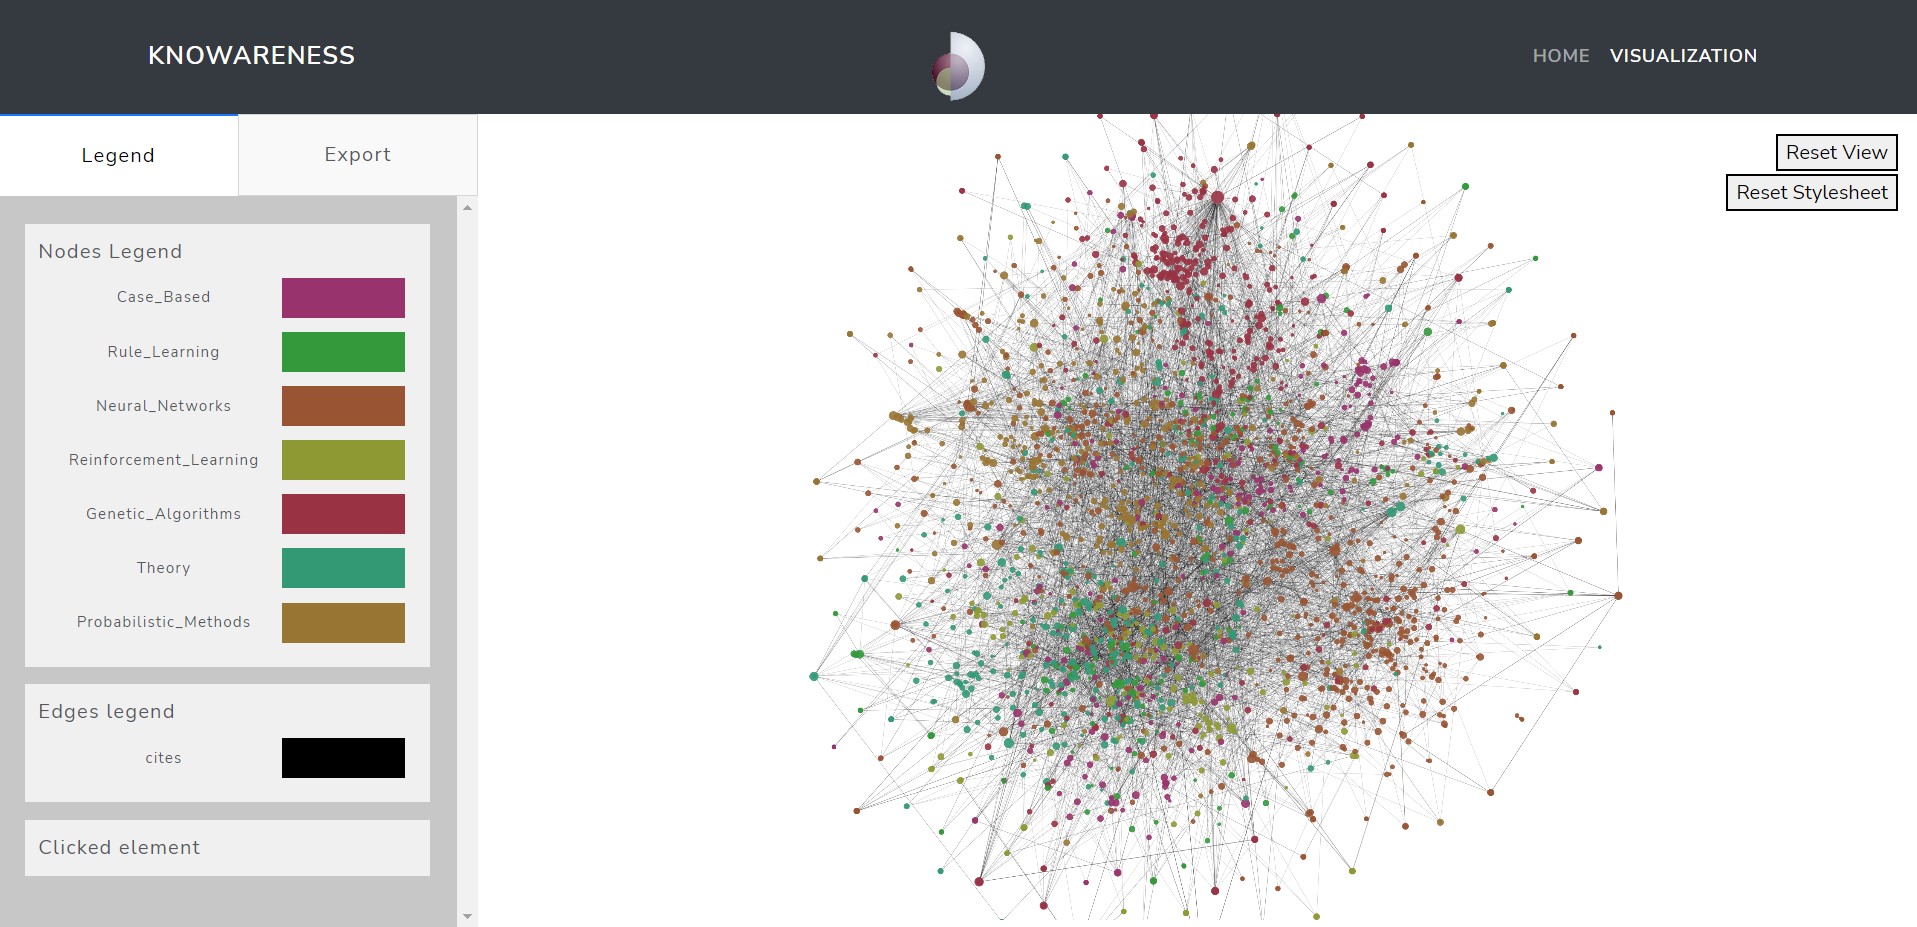 KNOWARENESS
HOME VISUALIZATION
Legend
Export
Reset View
Reset Stylesheet
Nodes Legend
Case_Based
Rule_Learning
Neural_Networks
Reinforcement_Learning
Genetic_Algorithms
Theory
Probabilistic_Methods
Edges legend
cites
Clicked element